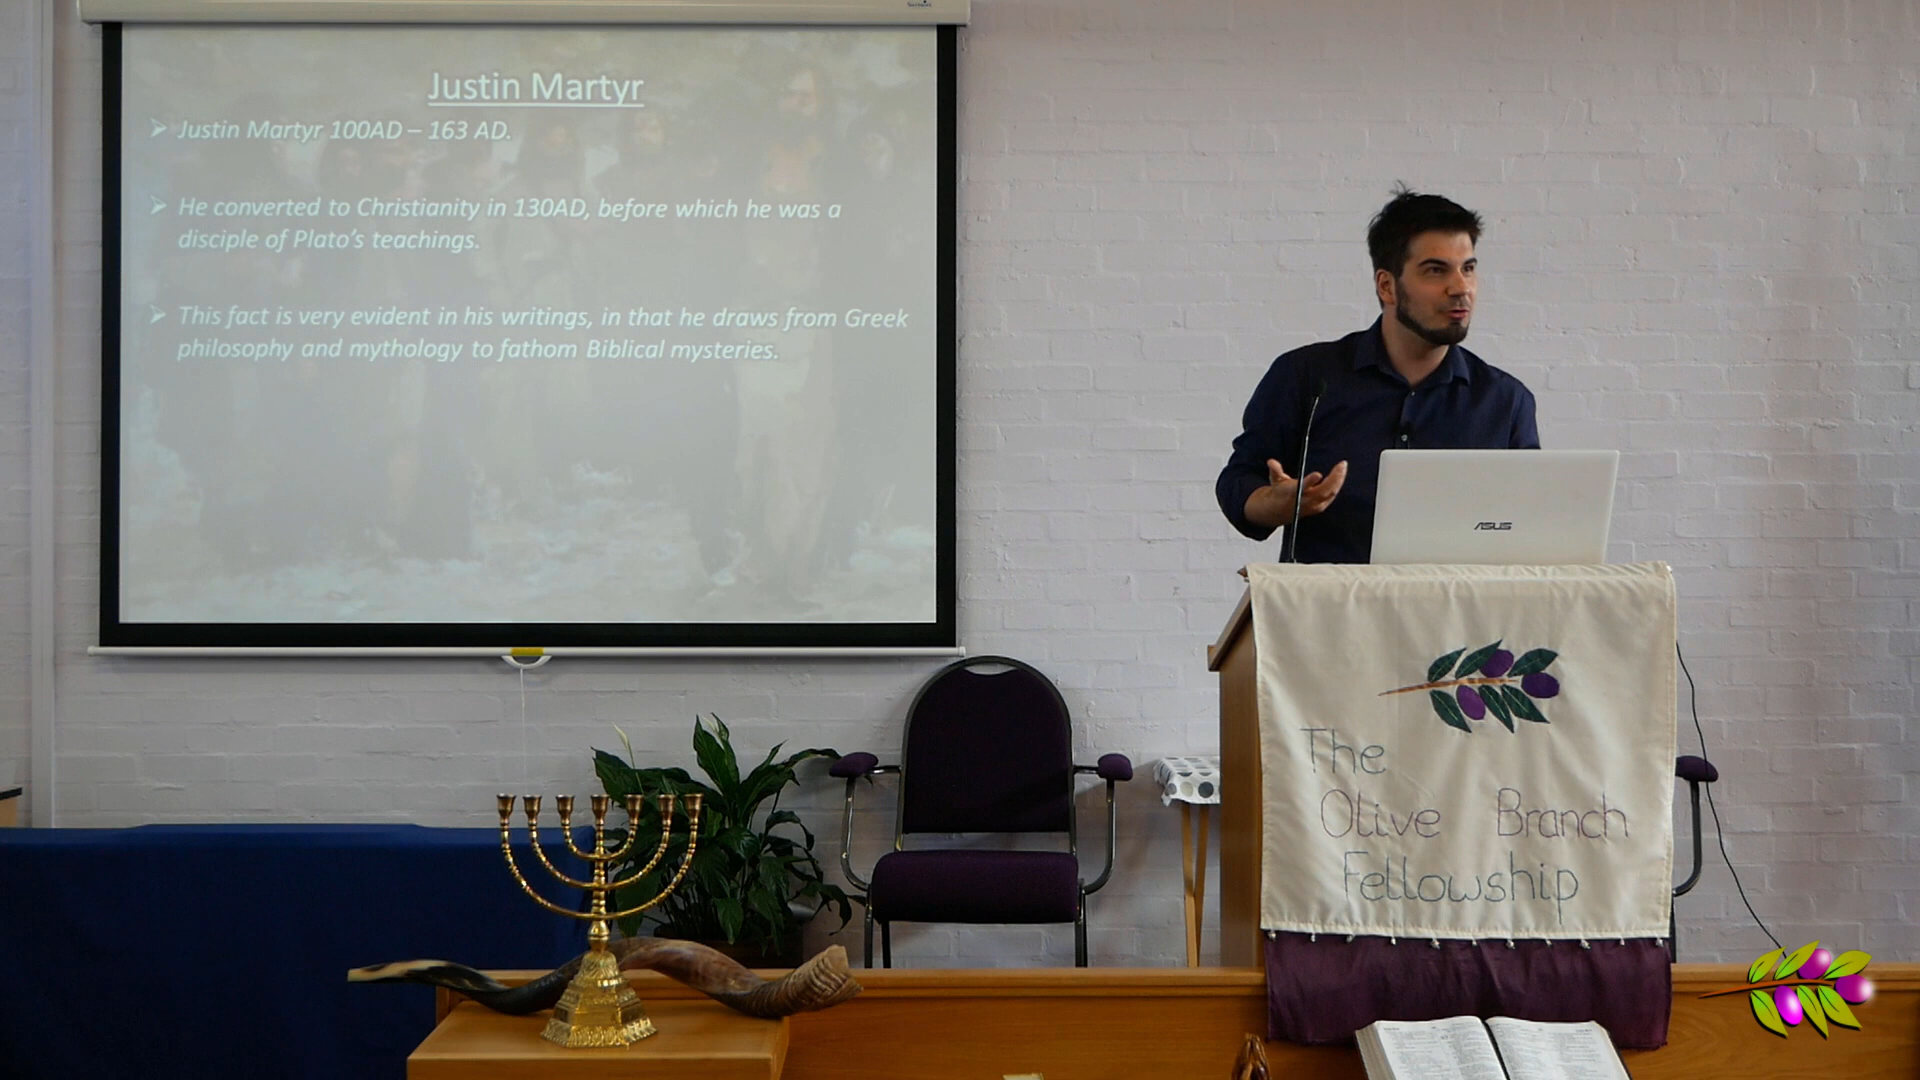 Justin Martyr
Justin Martyr 100AD – 163 AD.
He converted to Christianity in 130AD, before which he was a
disciple of Plato's teachings.
This fact is very evident in his writings, in that he draws from Greek
philosophy and mythology to fathom Biblical mysteries.
ASUS
The
Olive Branch
Fellowship